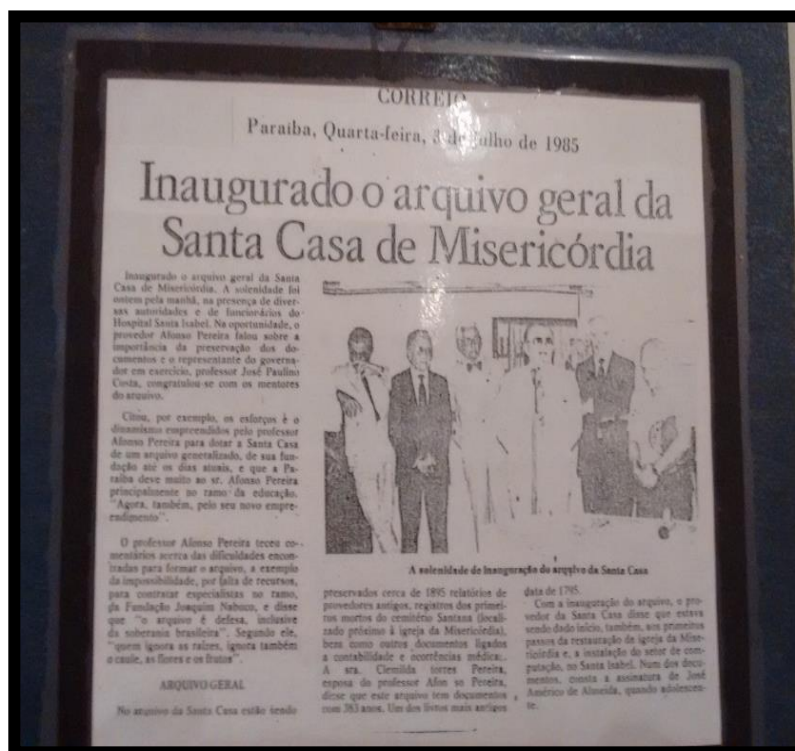 CORREIO
Paraíba, Quarta-feira, 3 de Julho de 1985
Inaugurado o arquivo geral da
Santa Casa de Misericórdia
Inaugurado o arquivo geral da Santa
Casa de Misericórdia. A solenidade foi
ontem pela manhã, na presença de diver-
sas autoridades e de funcionários do
Hospital Santa Isabel. Na oportunidade, o
provedor Afonso Pereira falou sobre a
importância da preservação dos do-
cumentos e o representante do governa-
dor em exercício, professor José Paulino
Costa, congratulou-se com os mentores
do arquivo.
Citou, por exemplo, os esforços é o
dinamismo empreendidos pelo professor
Afonso Pereira para dotar a Santa Casa
de um arquivo generalizado, de sua fun-
dação até os dias atuais, e que a Pa-
raíba deve muito ao sr. Afonso Pereira
principalmente no ramo da educação.
"Agora, também, pelo seu novo empre-
endimento".
O professor Afonso Pereira teceu co-
mentários acerca das dificuldades encon-
tradas para formar o arquivo, a exemplo
da impossibilidade, por falta de recursos,
para contratar especialistas no ramo,
da Fundação Joaquim Nabuco, e disse
que "o arquivo é defesa, inclusive
da soberania brasileira". Segundo ele,
"quem ignora as raízes, ignora também
o caule, as flores e os frutos".
ARQUIVO GERAL
No arquivo da Santa Casa estão sendo
A solenidade de inauguração do arquivo da Santa Casa
preservados cerca de 1895 relatórios de
provedores antigos, registros dos primei-
ros mortos do cemitério Santana (locali-
zado próximo à igreja da Misericórdia),
bem como outros documentos ligados
a contabilidade e ocorrências médicas.
A sra. Clemilda torres Pereira,
esposa do professor Afon so Pereira,
disse que este arquivo tem documentos
com 383 anos. Um dos livros mais antigos
data de 1795.
Com a inauguração do arquivo, o pro-
vedor da Santa Casa disse que estava
sendo dado início, também, aos primeiros
passos da restauração da igreja da Mise-
ricórdia e, a instalação do setor de com-
putação, no Santa Isabel. Num dos docu-
mentos, consta a assinatura de José
Américo de Almeida, quando adolescen-
te.